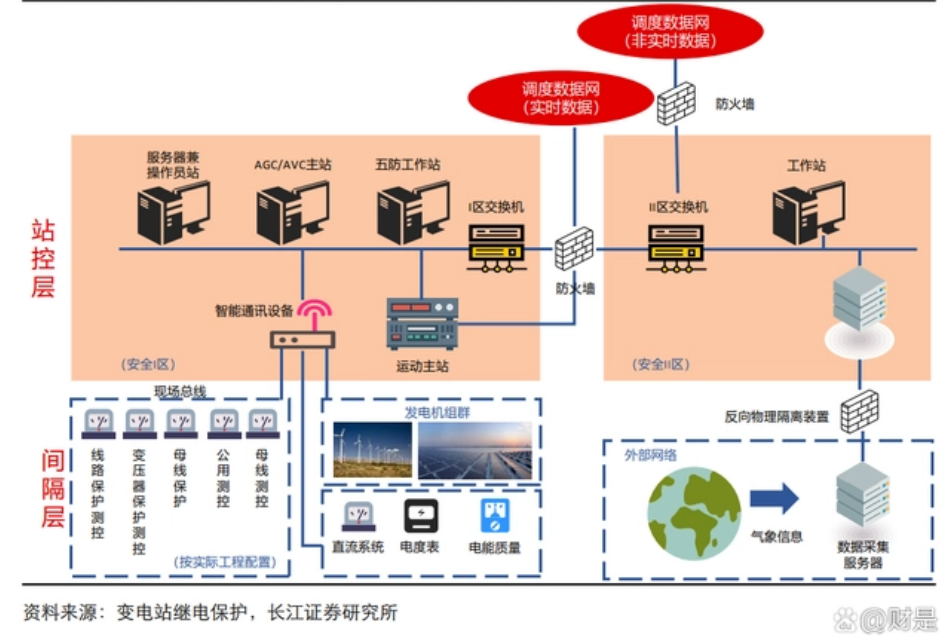 调度数据网
（非实时数据）
调度数据网
（实时数据）
防火墙
站控层
服务器兼
操作员站
AGC/AVC主站
五防工作站
I区交换机
II区交换机
工作站
防火墙
智能通讯设备
运动主站
（安全I区）
（安全II区）
现场总线
间隔层
线路保护测控
变压器保护测控
母线保护
公用测控
母线测控
（按实际工程配置）
发电机组群
直流系统
电度表
电能质量
反向物理隔离装置
外部网络
气象信息
数据采集
服务器
资料来源：变电站继电保护，长江证券研究所
@财是